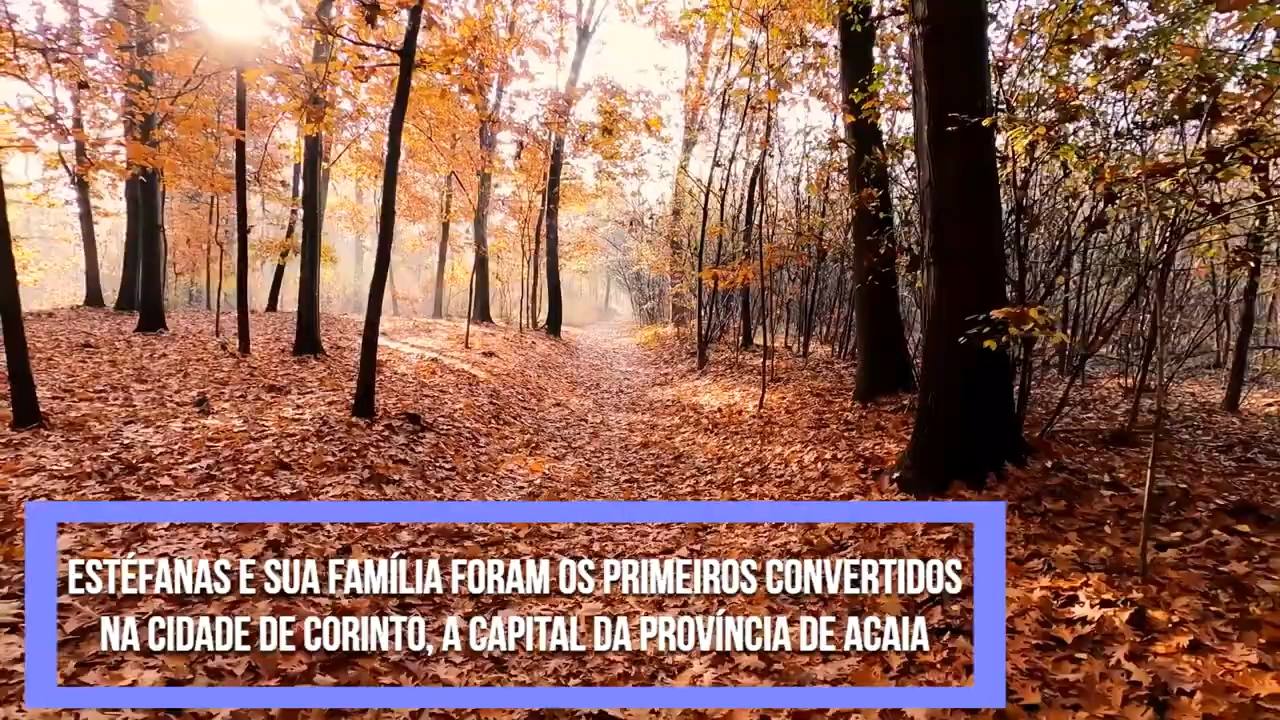 ESTÉFANAS E SUA FAMÍLIA FORAM OS PRIMEIROS CONVERTIDOS
NA CIDADE DE CORINTO, A CAPITAL DA PROVÍNCIA DE ACAIA